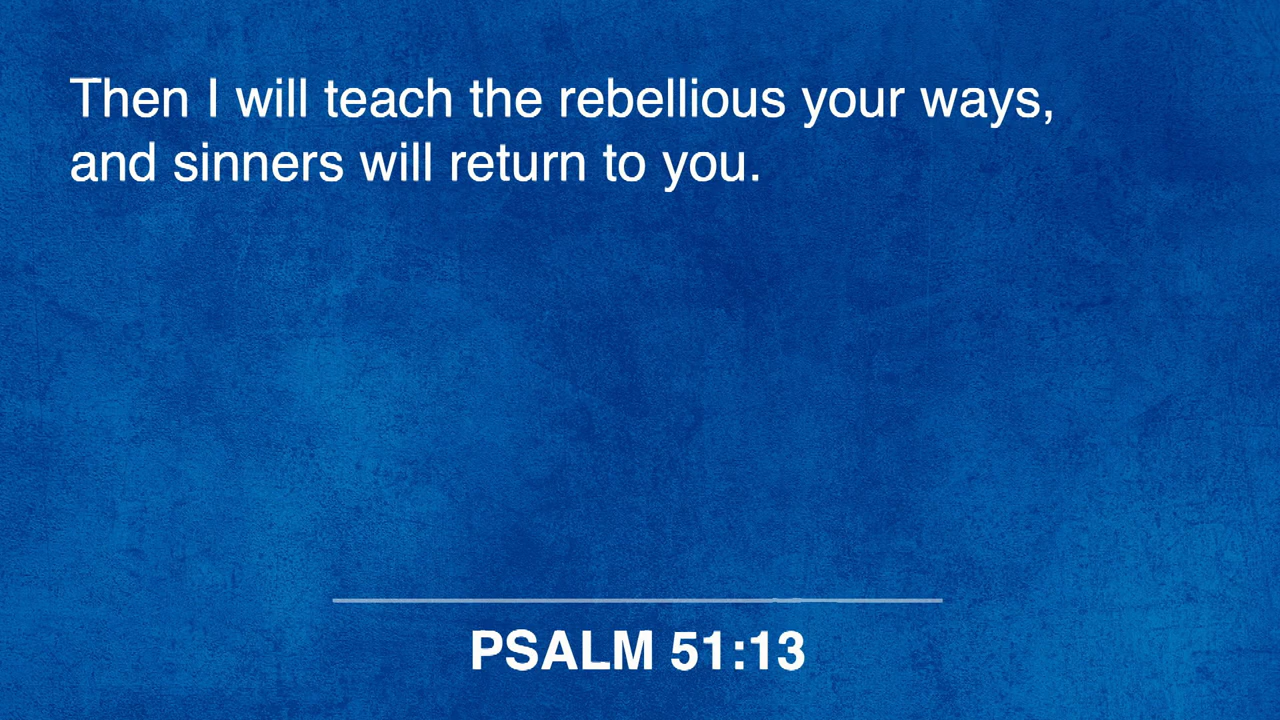 Then I will teach the rebellious your ways,
and sinners will return to you.
PSALM 51:13